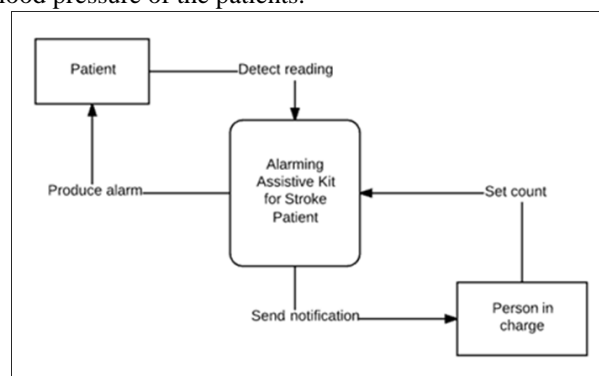 lood pressure of the patients.
Patient
Detect reading
Alarming
Assistive Kit
for Stroke
Patient
Produce alarm
Set count
Send notification
Person in
charge